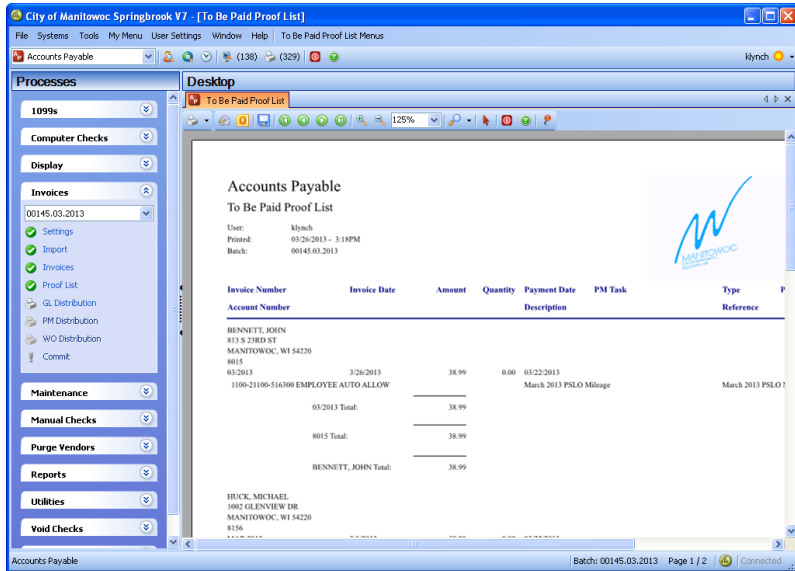 City of Manitowoc Springbrook V7 - [To Be Paid Proof List]
File Systems Tools My Menu User Settings Window Help To Be Paid Proof List Menus
Accounts Payable (138) (329) klynch
Processes
Desktop
To Be Paid Proof List
1099s
Computer Checks
Display
Invoices
00145.03.2013
Settings
Import
Invoices
Proof List
GL Distribution
PM Distribution
WO Distribution
Commit
Maintenance
Manual Checks
Purge Vendors
Reports
Utilities
Void Checks
125%
Accounts Payable
To Be Paid Proof List
User: klynch
Printed: 03/26/2013 - 3:18PM
Batch: 00145.03.2013
MANITOWOC
Invoice Number Invoice Date Amount Quantity Payment Date PM Task Type P
Account Number Description Reference
BENNETT, JOHN
813 S 23RD ST
MANITOWOC, WI 54220
8015
03/2013 3/26/2013 38.99 0.00 03/22/2013
1100-21100-516300 EMPLOYEE AUTO ALLOW March 2013 PSLO Mileage March 2013 PSLO
03/2013 Total: 38.99
8015 Total: 38.99
BENNETT, JOHN Total: 38.99
HUCK, MICHAEL
1002 GLENVIEW DR
MANITOWOC, WI 54220
8156
Accounts Payable Batch: 00145.03.2013 Page 1 / 2 Connected